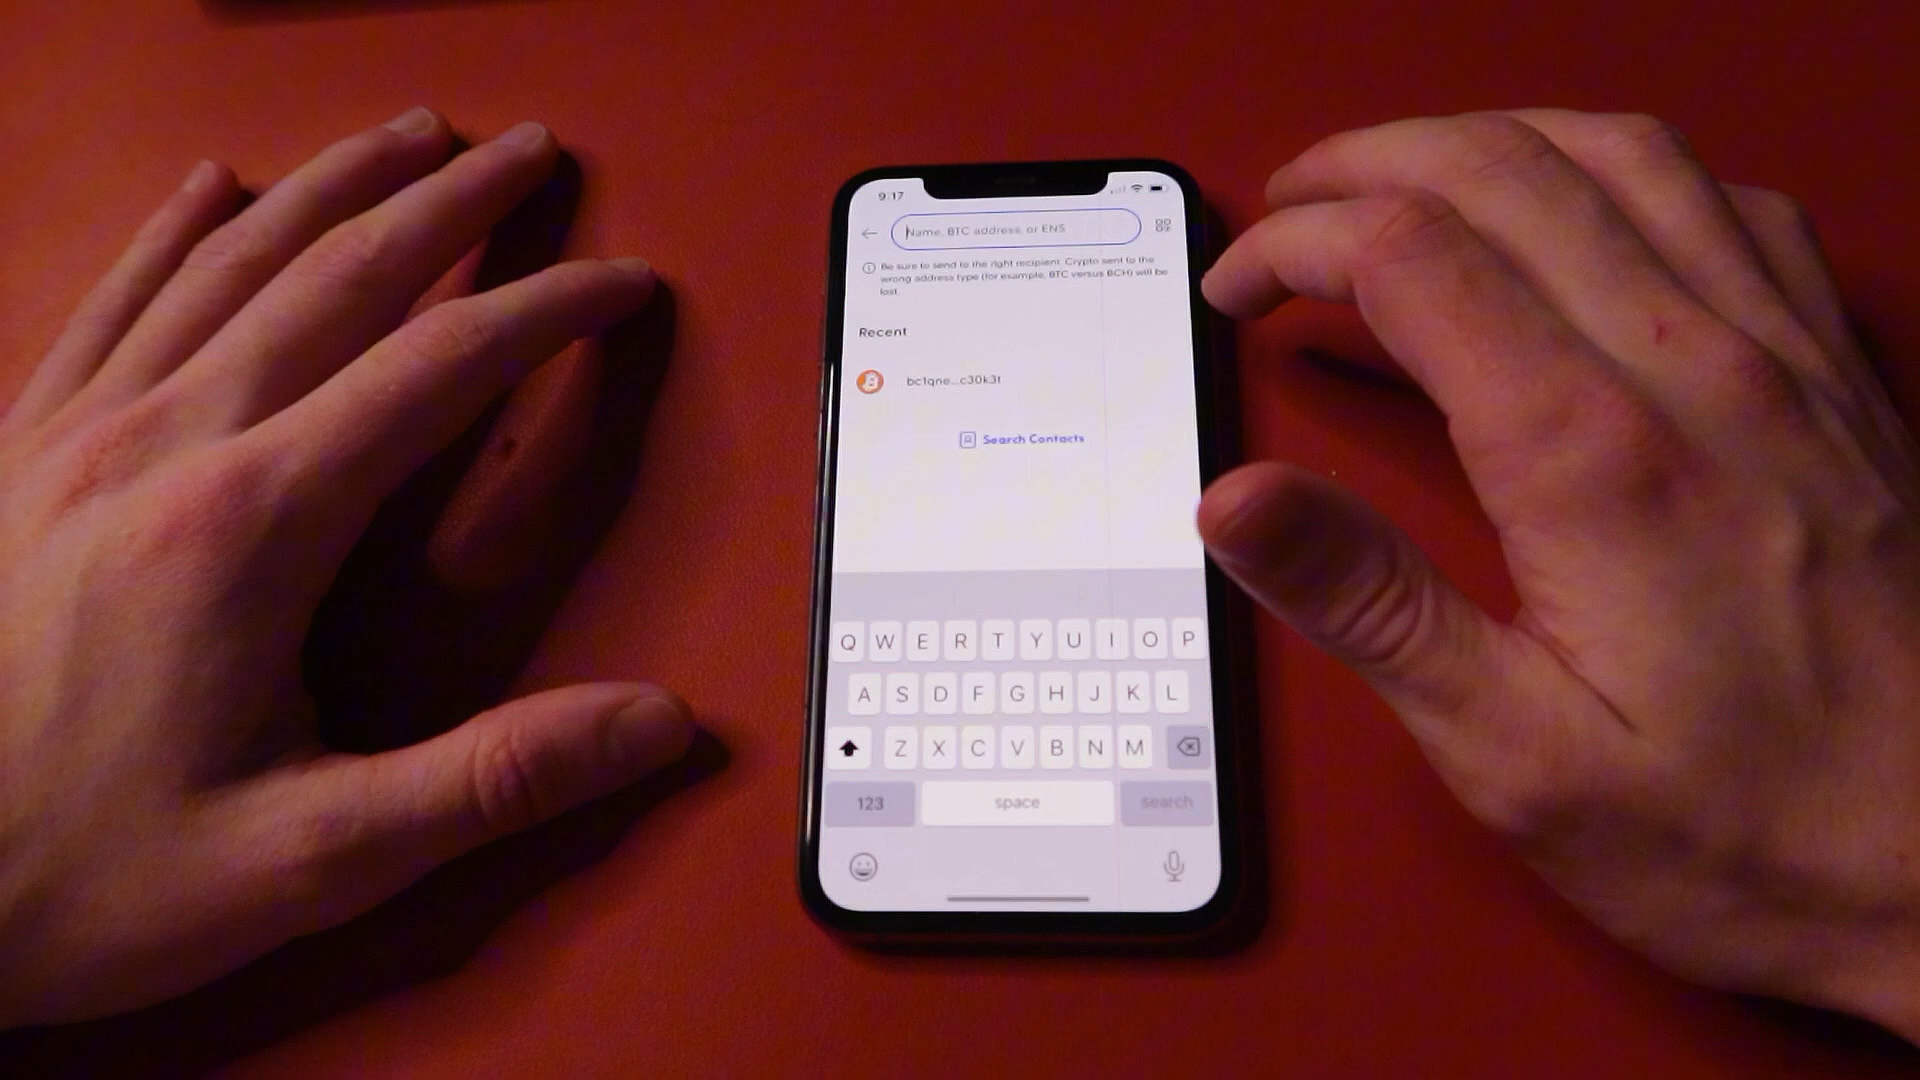 9:17
Name, BTC address, or ENS
Be sure to send to the right recipient. Crypto sent to the
wrong address type (for example, BTC versus BCH) will be
lost.
Recent
bc1qne...c30k3t
Search Contacts
Q W E R T Y U I O P
A S D F G H J K L
Z X C V B N M
123 space search